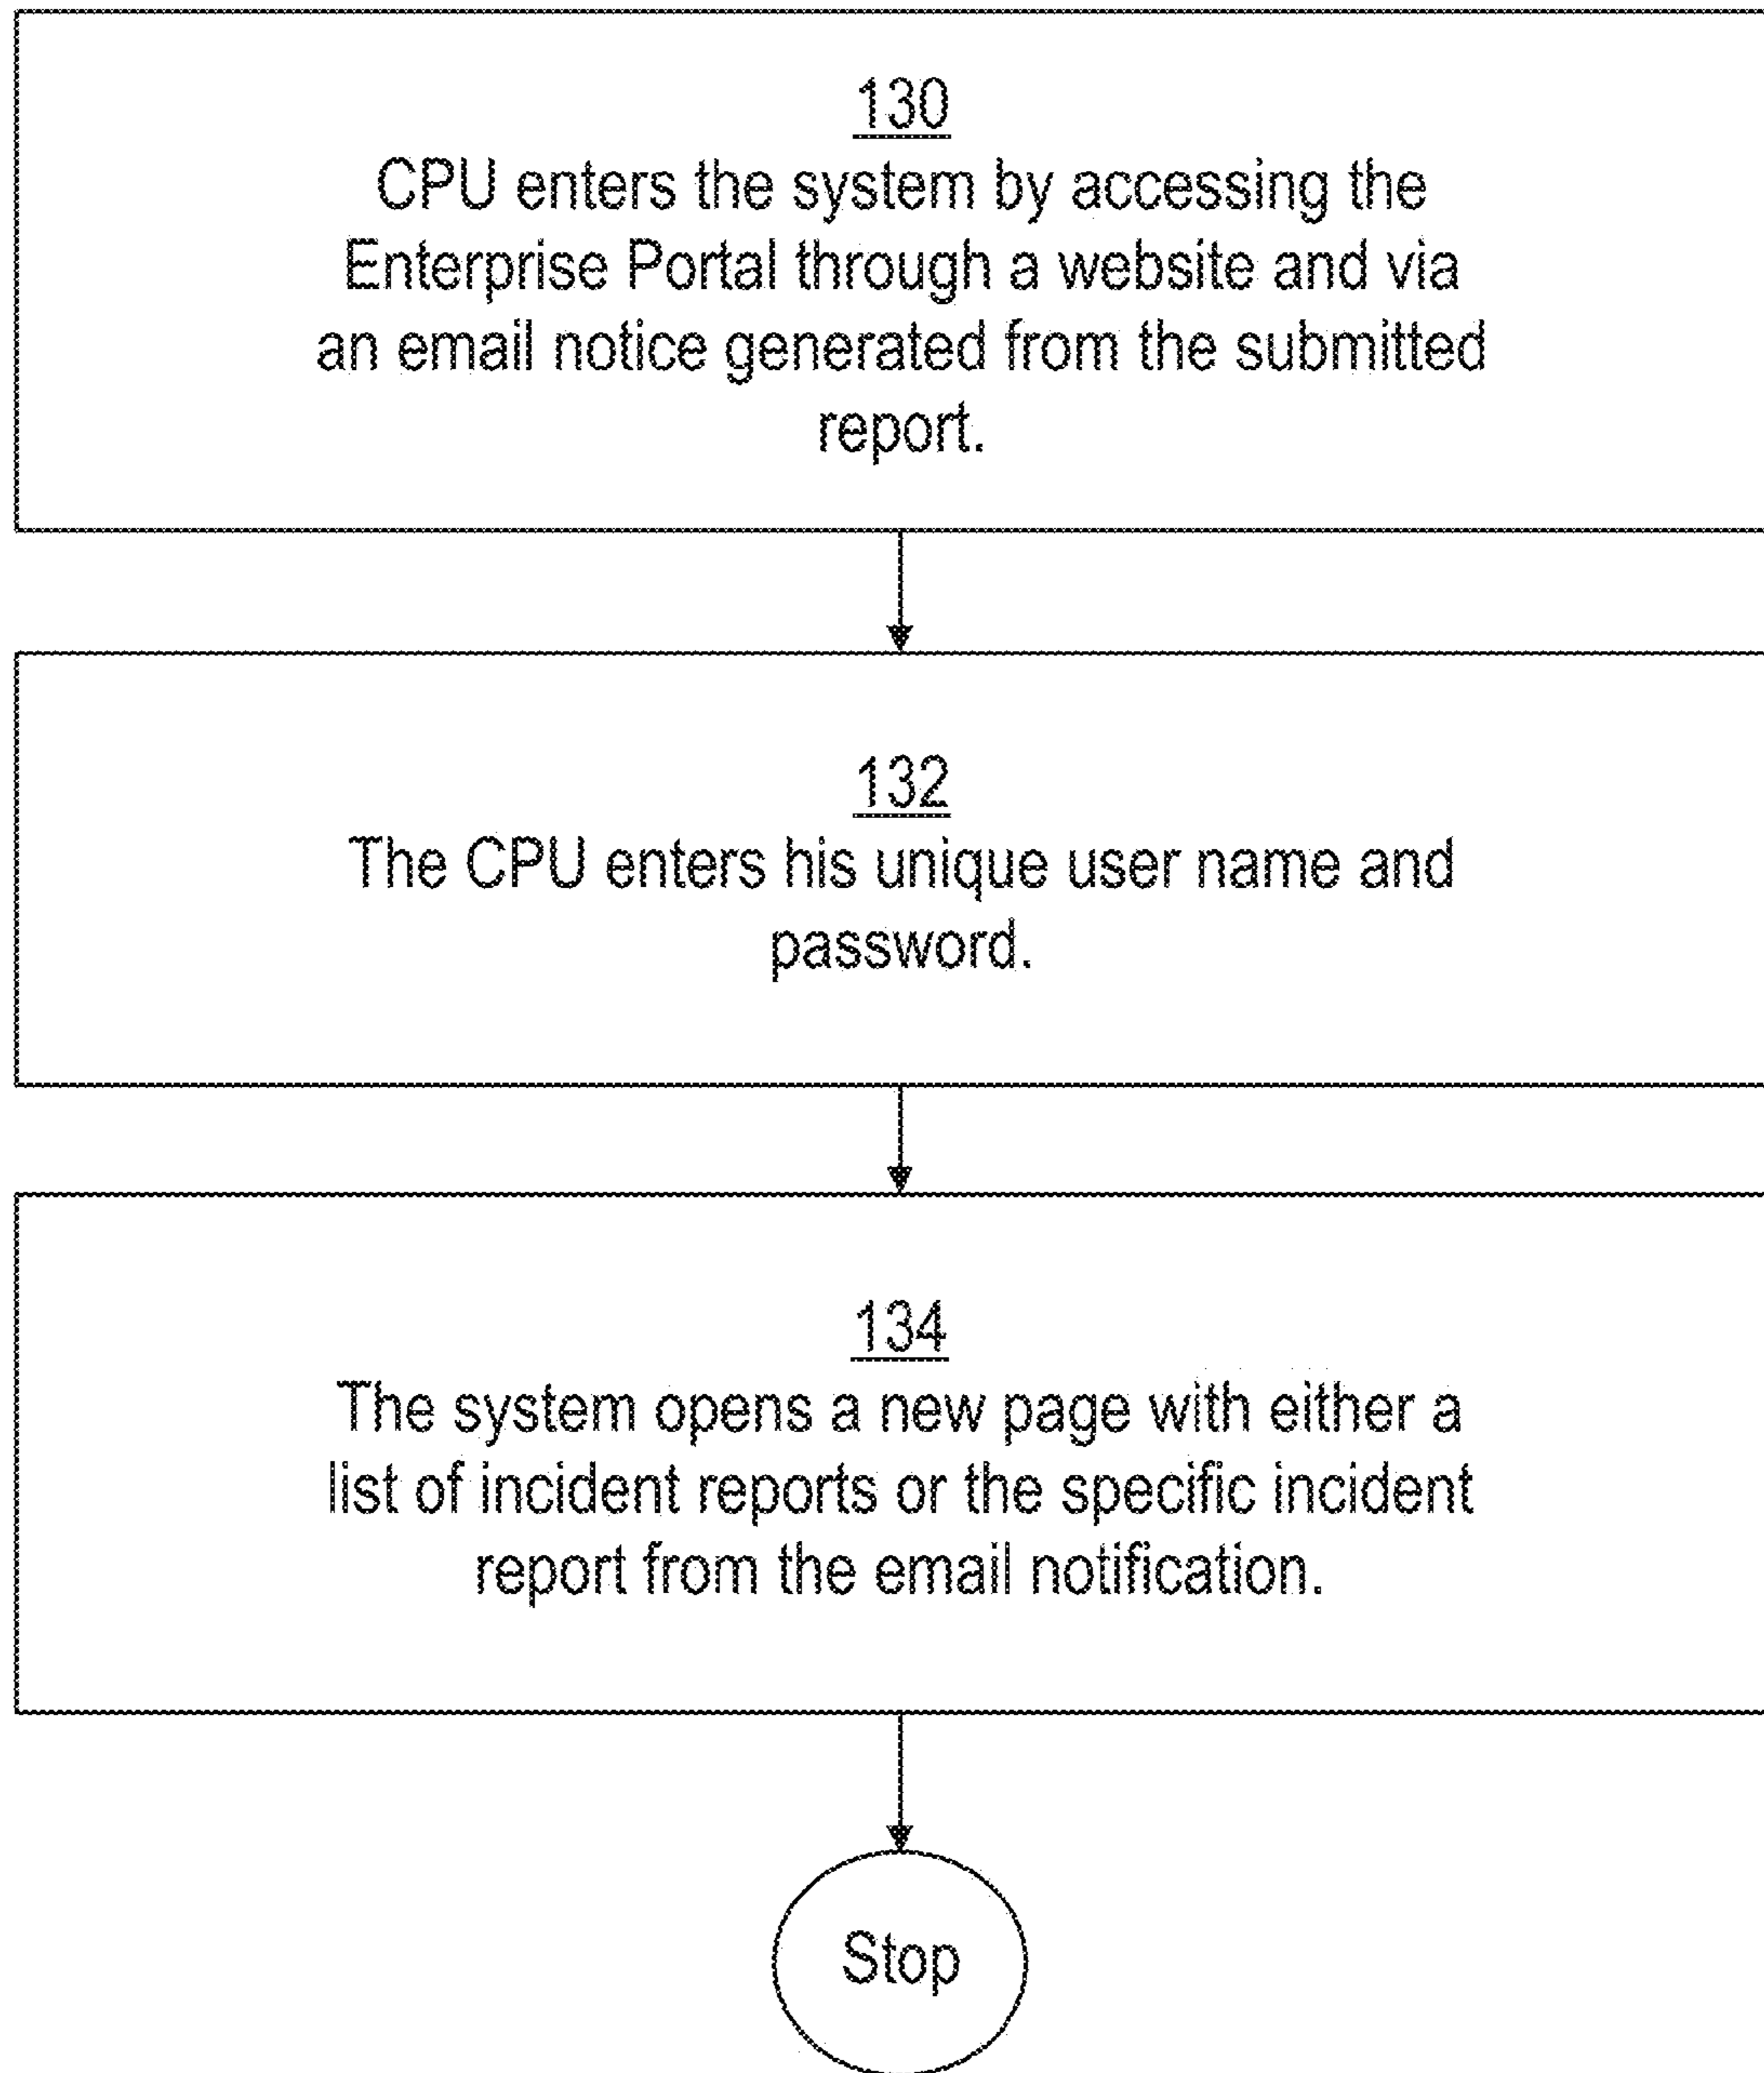 130
CPU enters the system by accessing the
Enterprise Portal through a website and via
an email notice generated from the submitted
report.
132
The CPU enters his unique user name and
password.
134
The system opens a new page with either a
list of incident reports or the specific incident
report from the email notification.
Stop